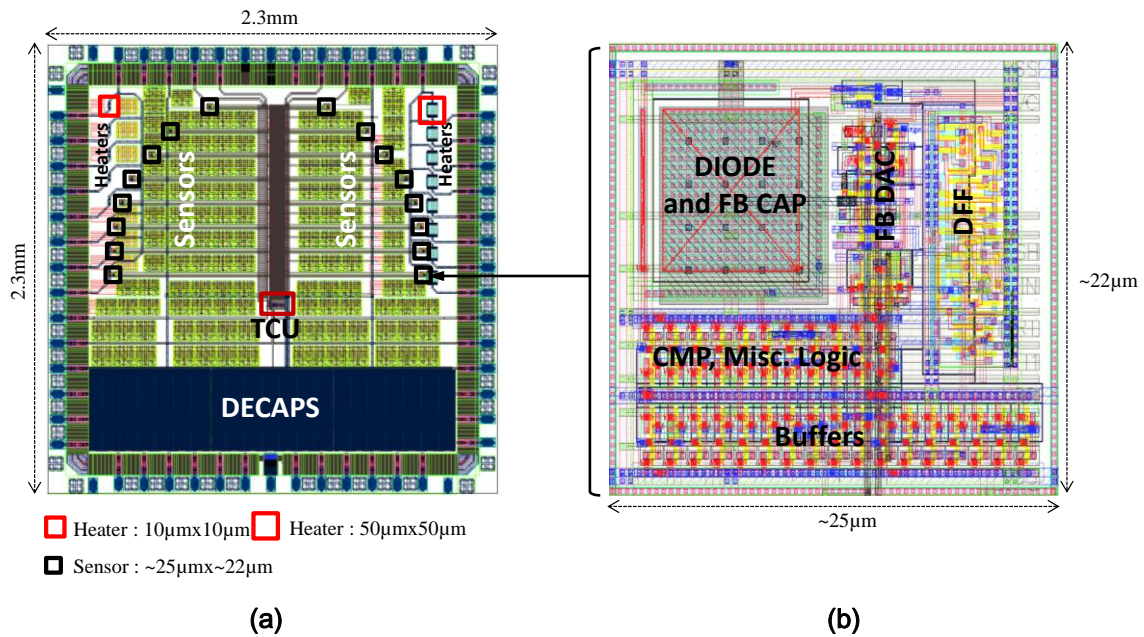 2.3mm
2.3mm
Heaters
Sensors
Sensors
Heaters
TCU
DECAPS
Heater : 10µmx10µm
Heater : 50µmx50µm
Sensor : ~25µmx~22µm
(a)
DIODE
and FB CAP
FB DAC
DFF
CMP, Misc. Logic
Buffers
~22µm
~25µm
(b)